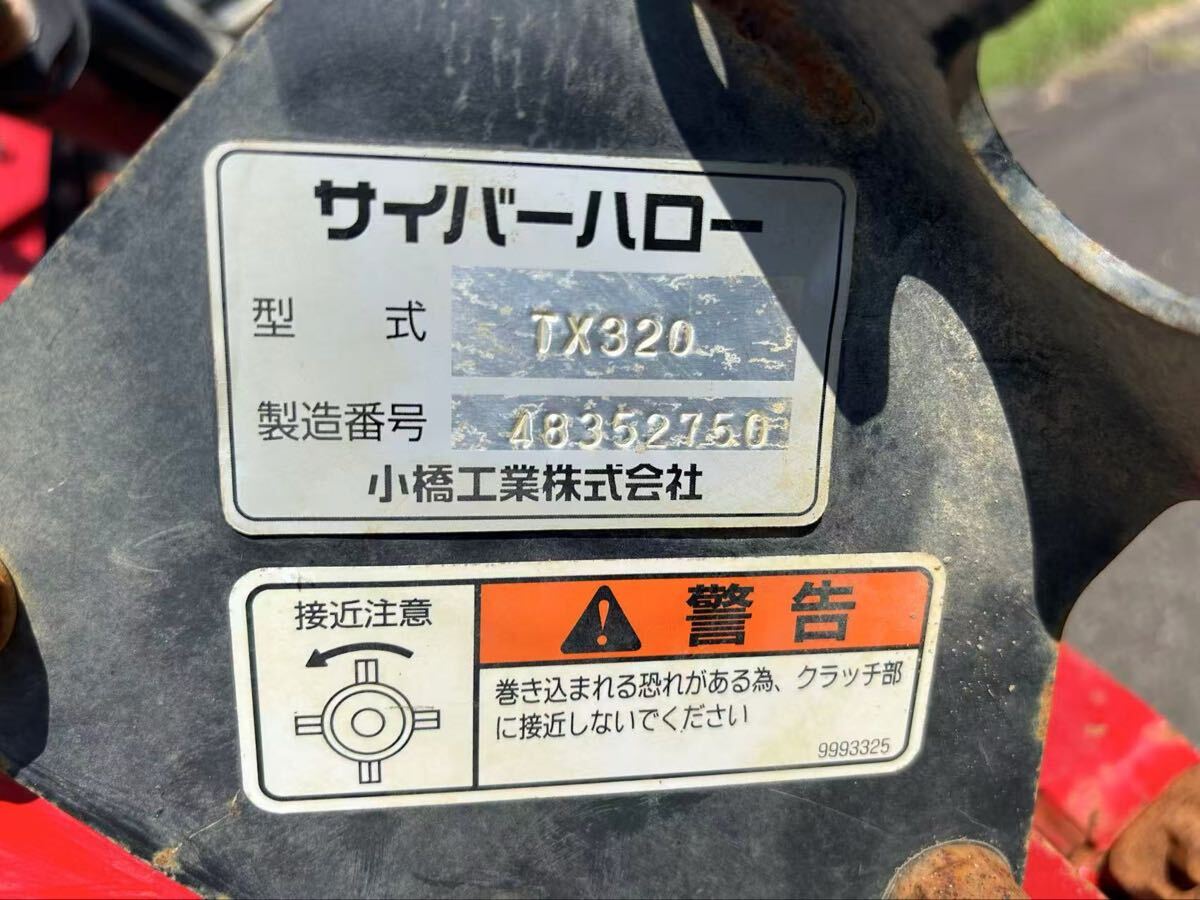 サイバーハロー
型 式 TX320
製造番号 48352750
小橋工業株式会社
接近注意
警告
巻き込まれる恐れがある為、クラッチ部
に接近しないでください
9993325